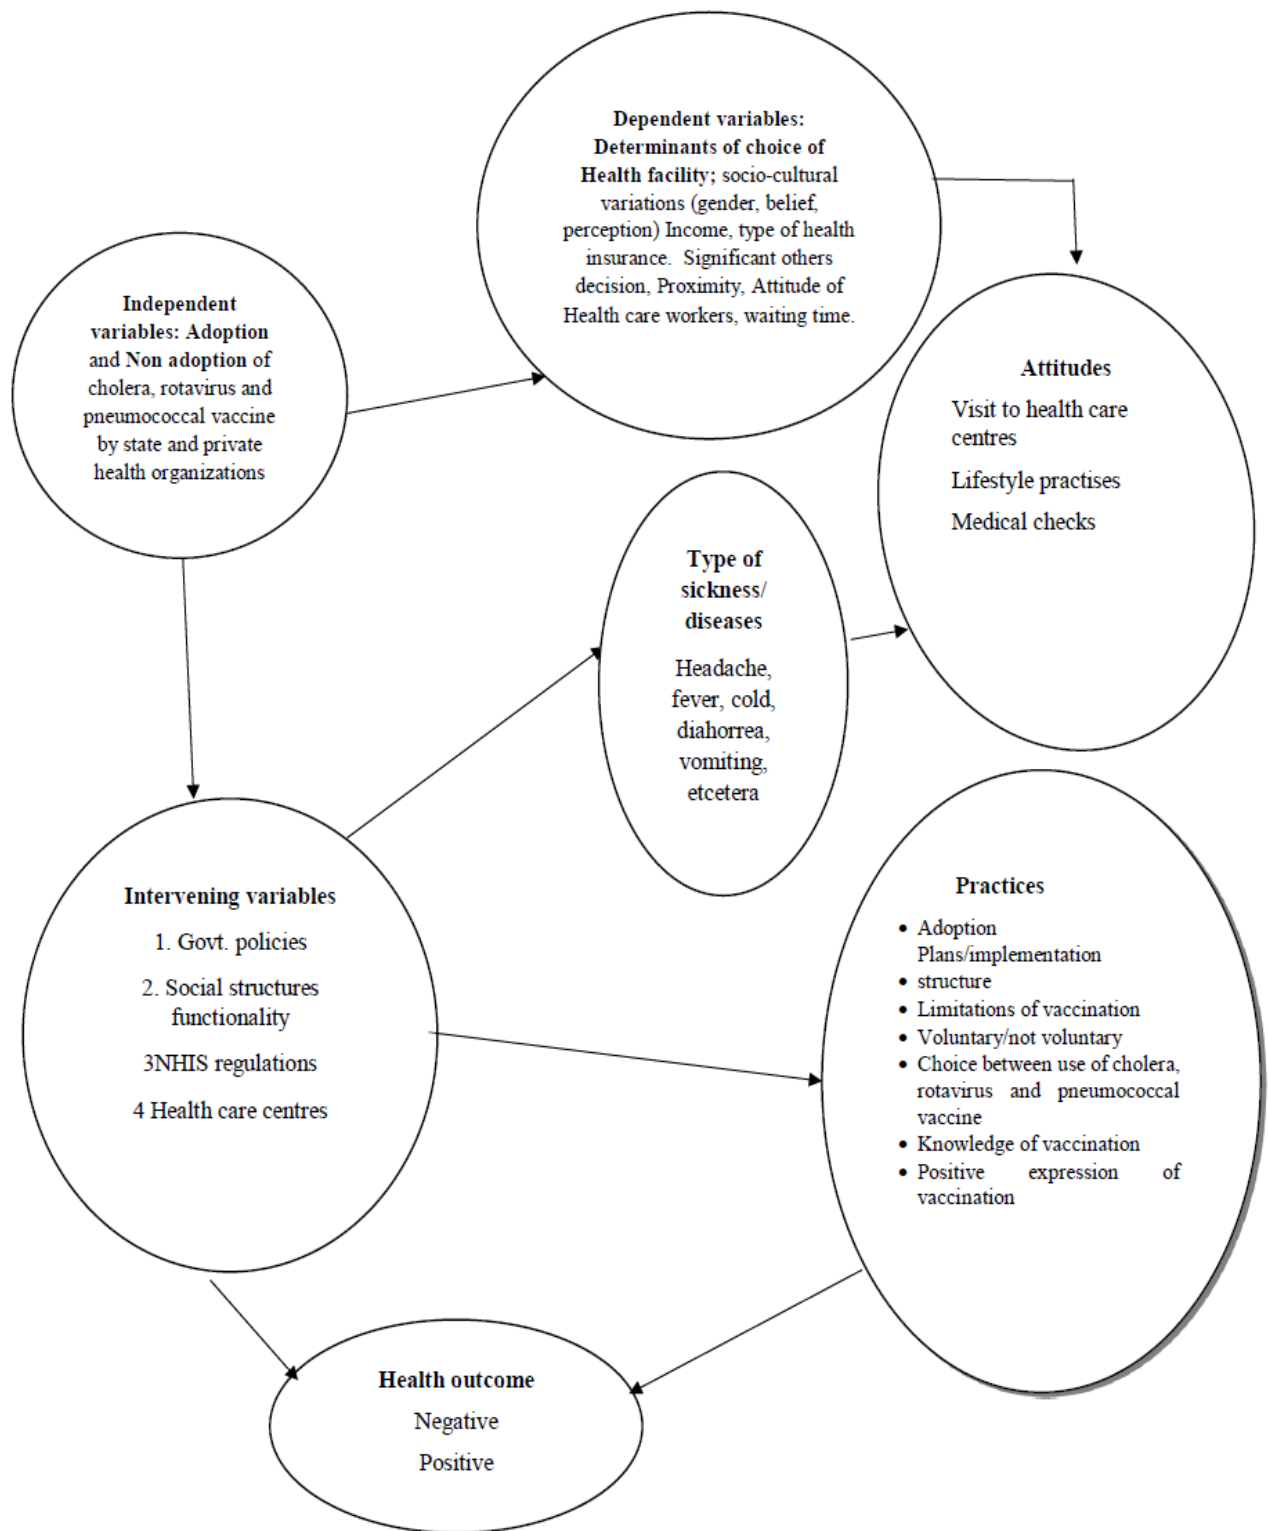 Dependent variables:
Determants of choice of
Health facility; socio-cultural
variations (gender, belief,
perception) Income, type of health
insurance. Significant others
decision, Proximity, Attitude of
Health care workers, waiting time.
Independent
variables: Adoption
and Non adoption of
cholera, rotavirus and
pneumococcal vaccine
by state and private
health organizations
Attitudes
Visit to health care
centres
Lifestyle practises
Medical checks
Type of
sickness/
diseases
Headache,
fever, cold,
diahorrea,
vomiting,
etcetera
Intervening variables
1. Govt. policies
2. Social structures
functionality
3NHIS regulations
4 Health care centres
Practices
• Adoption
Plans/implementation
• structure
• Limitations of vaccination
• Voluntary/not voluntary
• Choice between use of cholera,
rotavirus and pneumococcal
vaccine
• Knowledge of vaccination
• Positive expression of
vaccination
Health outcome
Negative
Positive